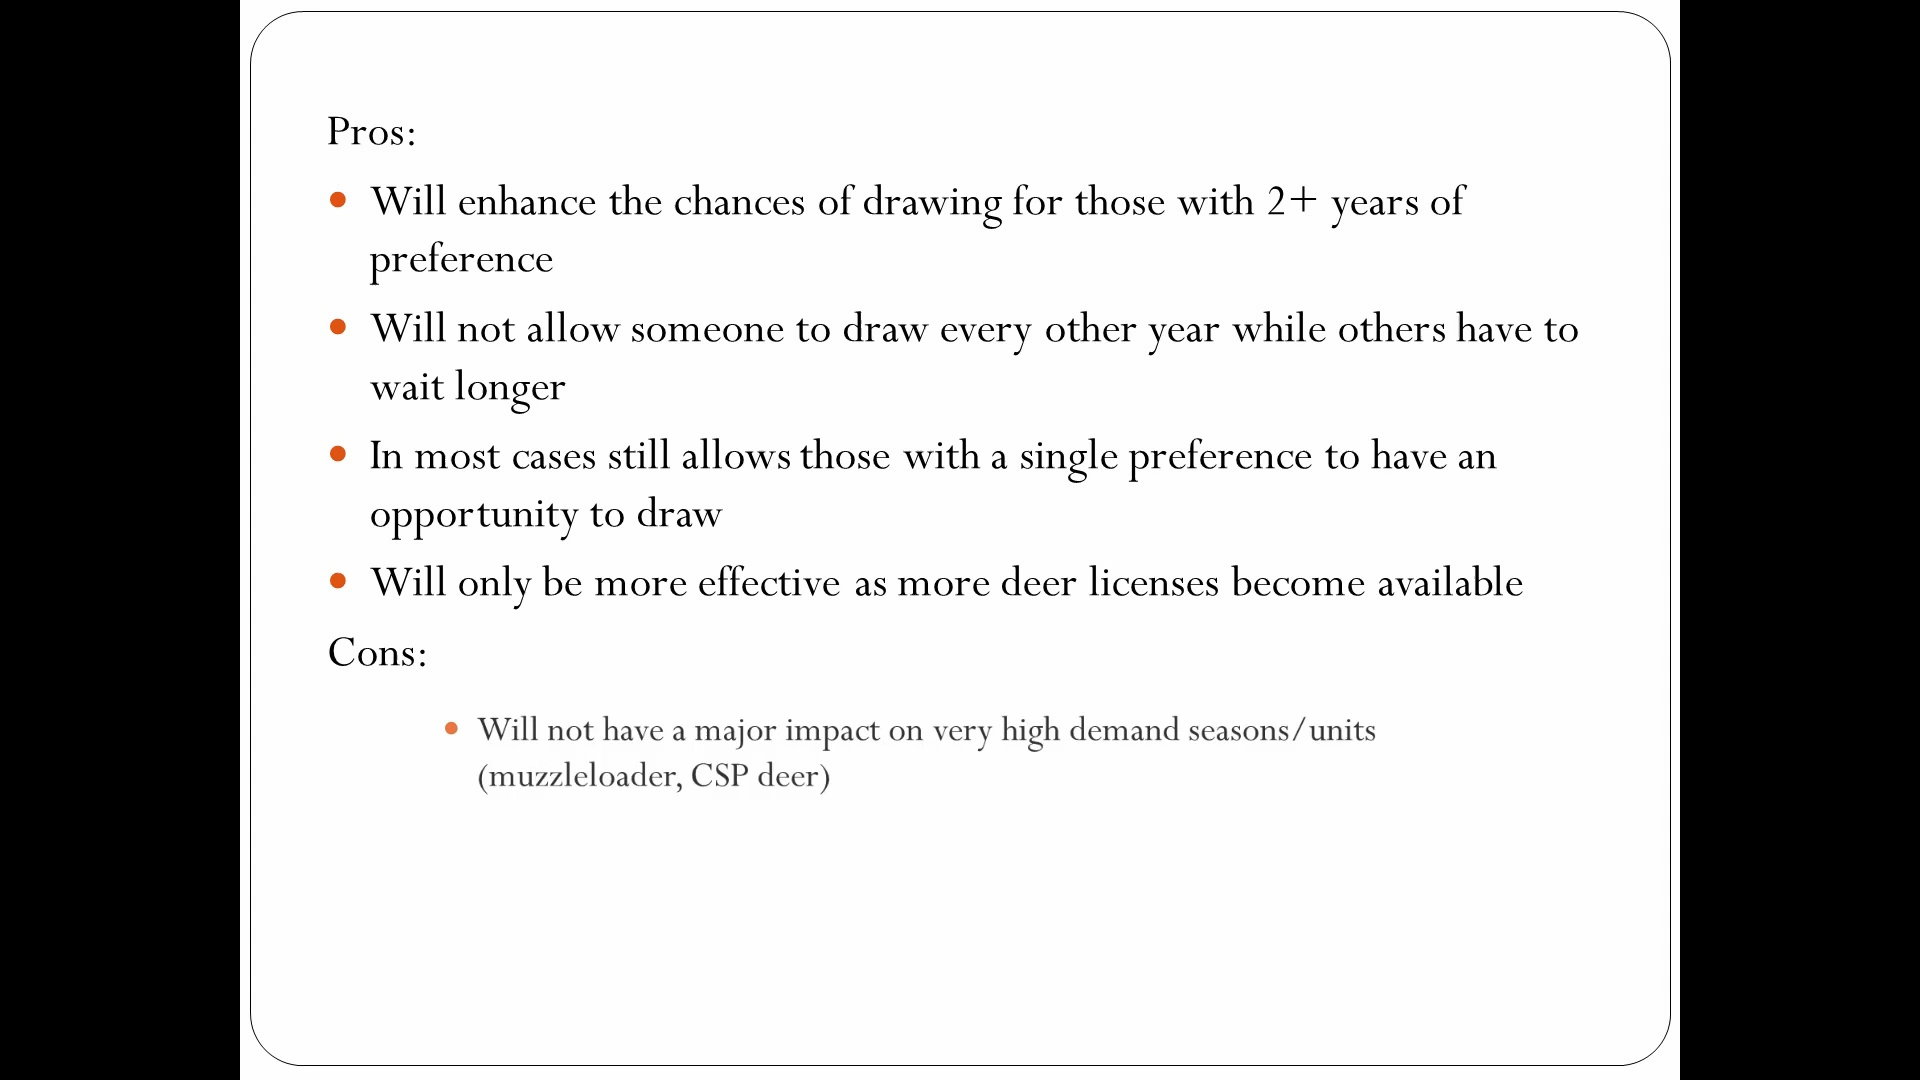 Pros:
• Will enhance the chances of drawing for those with 2+ years of
preference
• Will not allow someone to draw every other year while others have to
wait longer
• In most cases still allows those with a single preference to have an
opportunity to draw
• Will only be more effective as more deer licenses become available
Cons:
• Will not have a major impact on very high demand seasons/units
(muzzleloader, CSP deer)